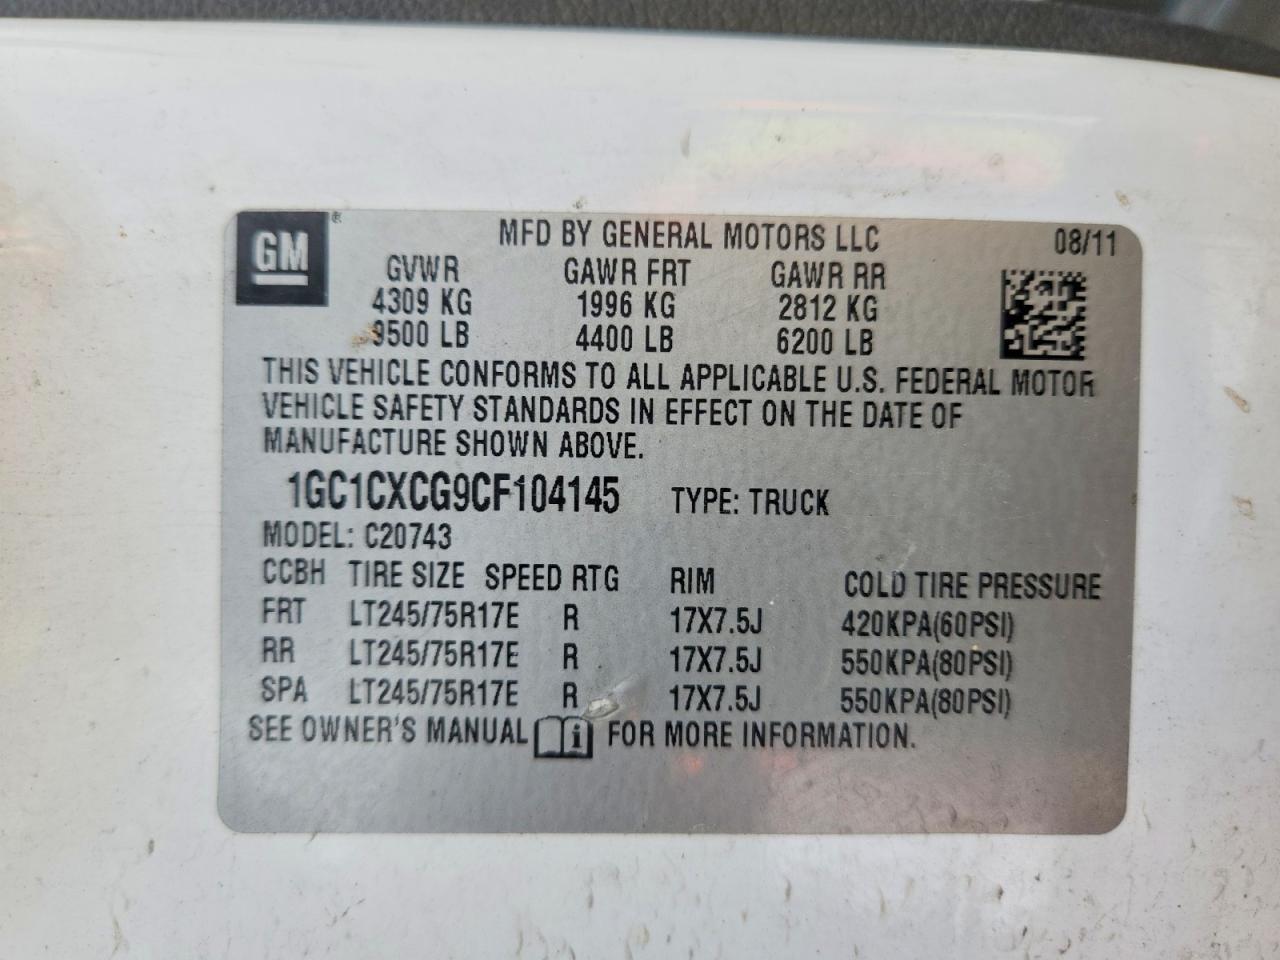 GM ® MFD BY GENERAL MOTORS LLC 08/11
GVWR GAWR FRT GAWR RR
4309 KG 1996 KG 2812 KG
9500 LB 4400 LB 6200 LB
THIS VEHICLE CONFORMS TO ALL APPLICABLE U.S. FEDERAL MOTOR
VEHICLE SAFETY STANDARDS IN EFFECT ON THE DATE OF
MANUFACTURE SHOWN ABOVE.
1GC1CXCG9CF104145 TYPE: TRUCK
MODEL: C20743
CCBH TIRE SIZE SPEED RTG RIM COLD TIRE PRESSURE
FRT LT245/75R17E R 17X7.5J 420KPA(60PSI)
RR LT245/75R17E R 17X7.5J 550KPA(80PSI)
SPA LT245/75R17E R 17X7.5J 550KPA(80PSI)
SEE OWNER'S MANUAL i FOR MORE INFORMATION.